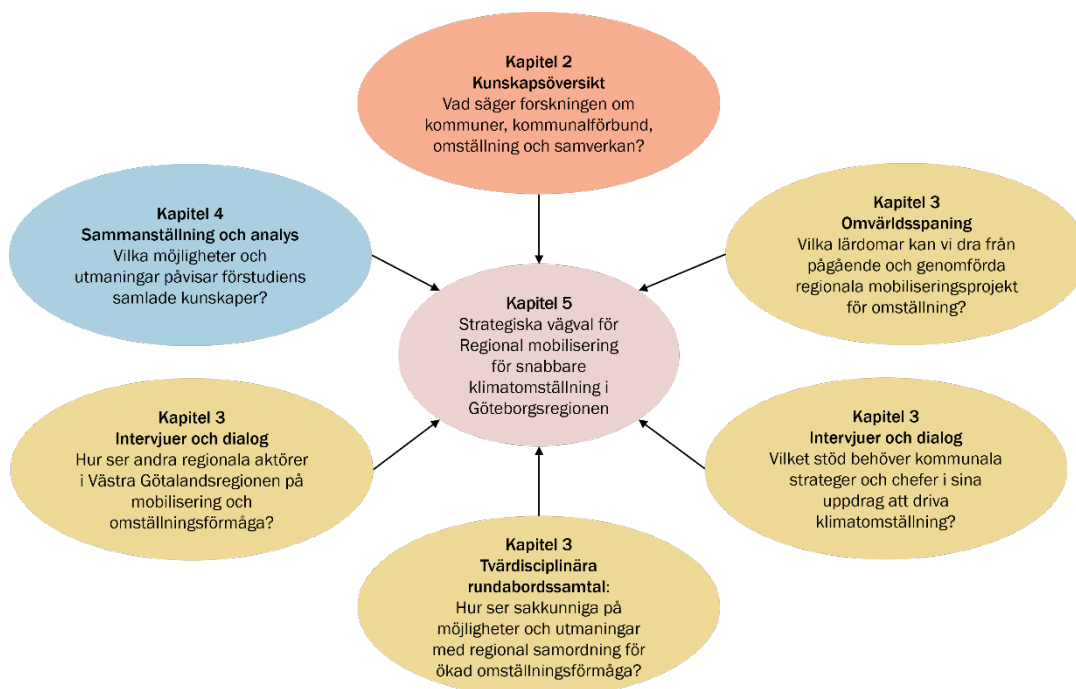 Kapitel 2
Kunskapsöversikt
Vad säger forskningen om
kommuner, kommunalförbund,
omställning och samverkan?
Kapitel 4
Sammanställning och analys
Vilka möjligheter och
utmaningar påvisar förstudiens
samlade kunskaper?
Kapitel 3
Omvärldsspaning
Vilka lärdomar kan vi dra från
pågående och genomförda
regionala mobiliseringsprojekt
för omställning?
Kapitel 5
Strategiska vägval för
Regional mobilisering
för snabbare
klimatomställning i
Göteborgsregionen
Kapitel 3
Intervjuer och dialog
Hur ser andra regionala aktörer
i Västra Götalandsregionen på
mobilisering och
omställningsförmåga?
Kapitel 3
Intervjuer och dialog
Vilket stöd behöver kommunala
strateger och chefer i sina
uppdrag att driva
klimatomställning?
Kapitel 3
Tvärdisciplinära
rundabordssamtal:
Hur ser sakkunniga på
möjligheter och utmaningar
med regional samordning för
ökad omställningsförmåga?